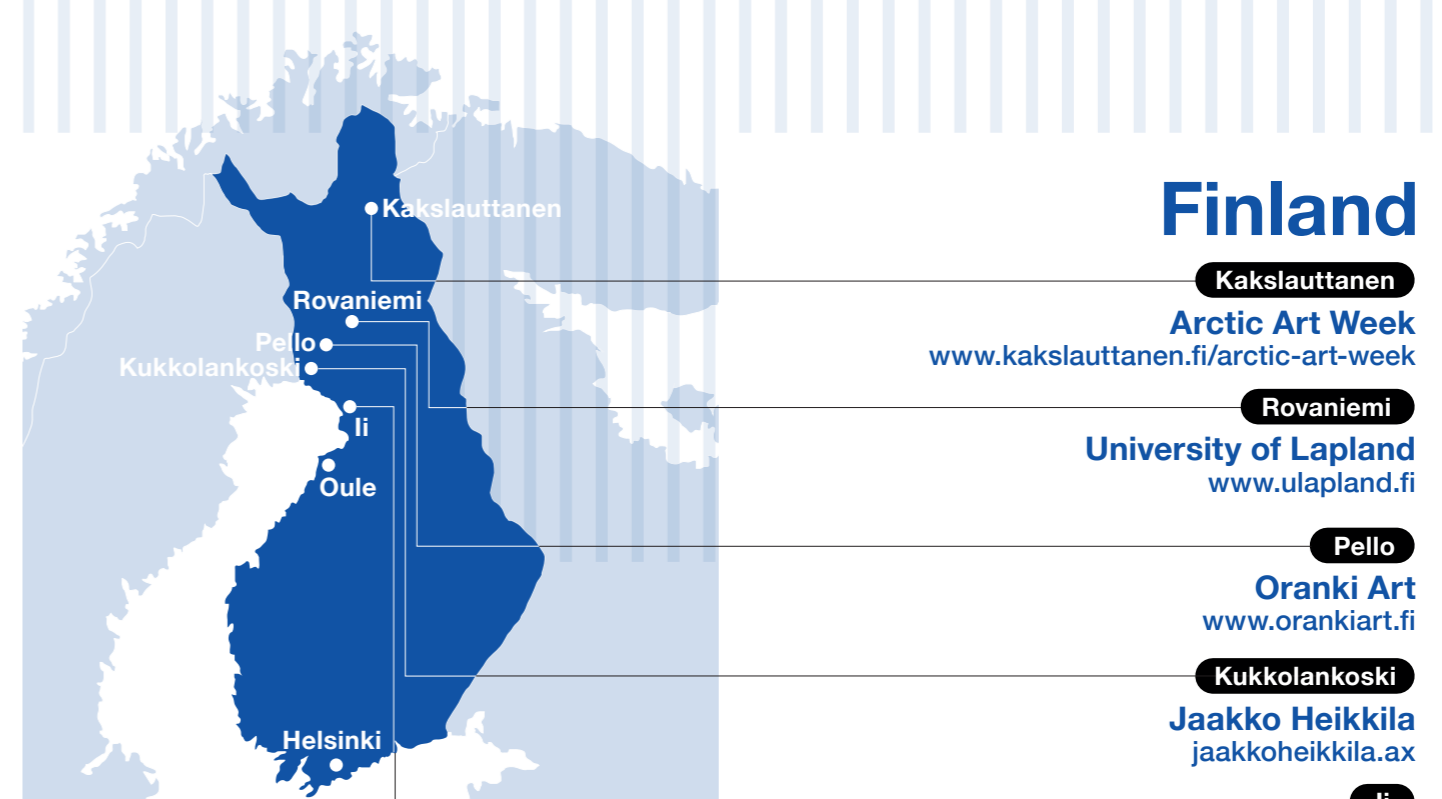 Finland
Kakslauttanen
Rovaniemi
Pello
Kukkolankoski
Ii
Oule
Helsinki
Kakslauttanen
Arctic Art Week
www.kakslauttanen.fi/arctic-art-week
Rovaniemi
University of Lapland
www.ulapland.fi
Pello
Oranki Art
www.orankiart.fi
Kukkolankoski
Jaakko Heikkila
jaakkoheikkila.ax
Ii